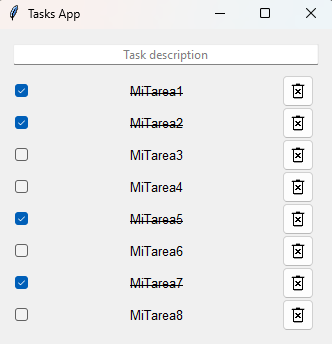 Tasks App
Task description
MiTarea1
MiTarea2
MiTarea3
MiTarea4
MiTarea5
MiTarea6
MiTarea7
MiTarea8